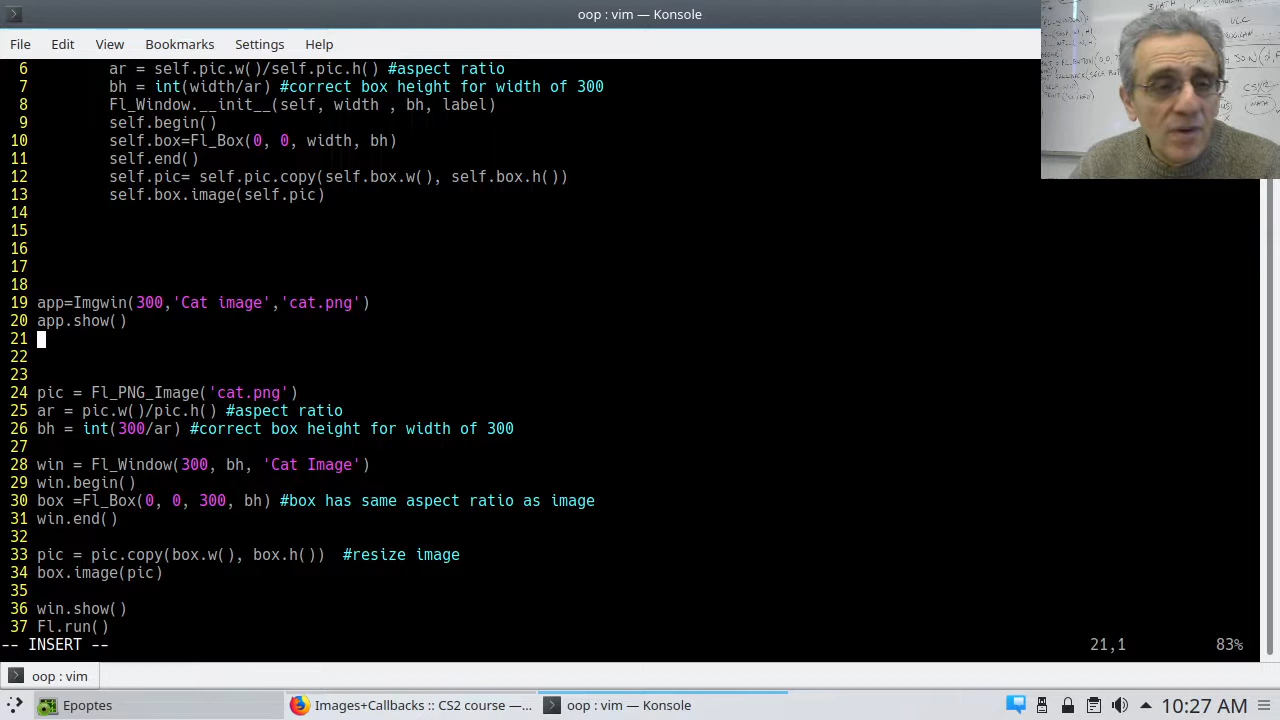 oop : vim — Konsole
File Edit View Bookmarks Settings Help
6 ar = self.pic.w()/self.pic.h() #aspect ratio
7 bh = int(width/ar) #correct box height for width of 300
8 Fl_Window.__init__(self, width , bh, label)
9 self.begin()
10 self.box=Fl_Box(0, 0, width, bh)
11 self.end()
12 self.pic= self.pic.copy(self.box.w(), self.box.h())
13 self.box.image(self.pic)
14
15
16
17
18
19 app=Imgwin(300,'Cat image','cat.png')
20 app.show()
21
22
23
24 pic = Fl_PNG_Image('cat.png')
25 ar = pic.w()/pic.h() #aspect ratio
26 bh = int(300/ar) #correct box height for width of 300
27
28 win = Fl_Window(300, bh, 'Cat Image')
29 win.begin()
30 box =Fl_Box(0, 0, 300, bh) #box has same aspect ratio as image
31 win.end()
32
33 pic = pic.copy(box.w(), box.h()) #resize image
34 box.image(pic)
35
36 win.show()
37 Fl.run()
-- INSERT -- 21,1 83%
oop : vim
Epoptes Images+Callbacks :: CS2 course —... oop : vim — Konsole 10:27 AM